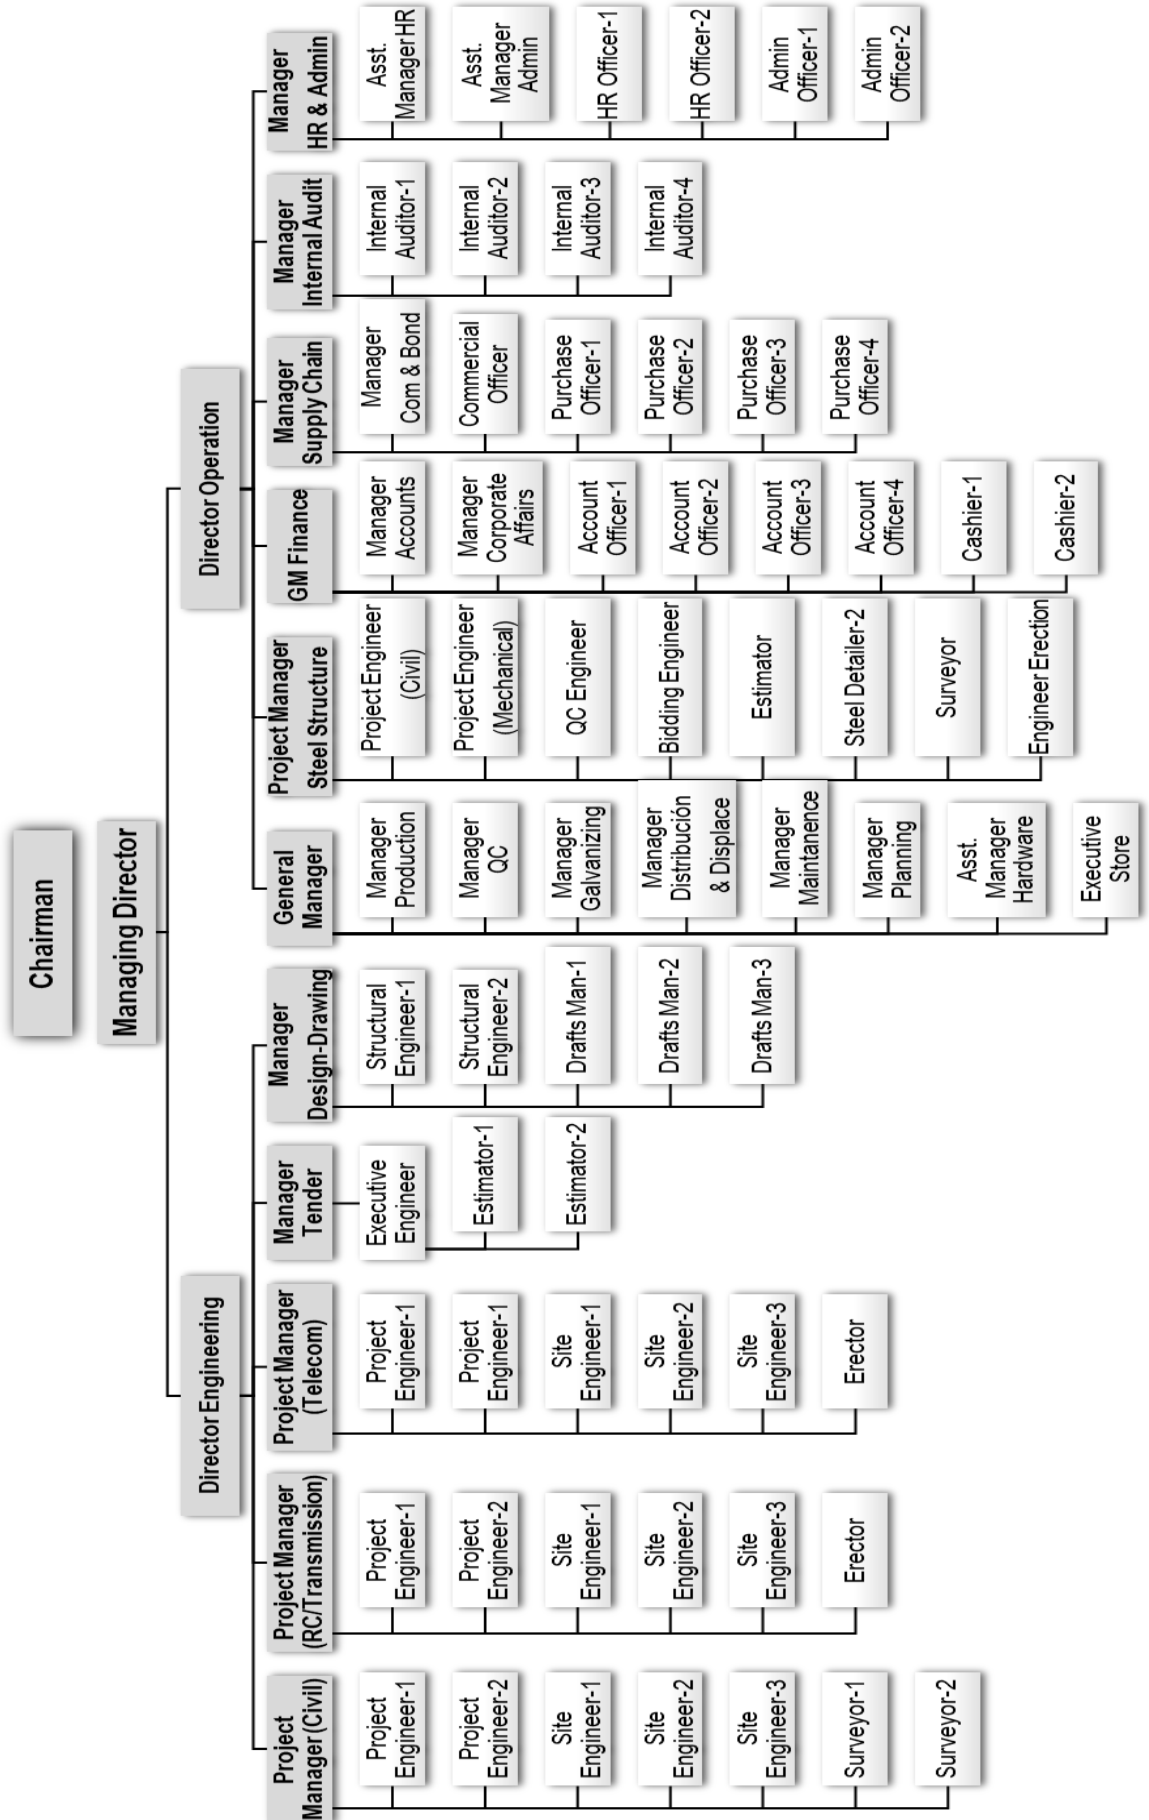 Chairman
Managing Director
Director Engineering
Director Operation
Project
Manager (Civil)
Project
Engineer-1
Project
Engineer-2
Site
Engineer-1
Site
Engineer-2
Site
Engineer-3
Surveyor-1
Surveyor-2
Project Manager
(RC/Transmission)
Project
Engineer-1
Project
Engineer-2
Site
Engineer-1
Site
Engineer-2
Site
Engineer-3
Erector
Project Manager
(Telecom)
Project
Engineer-1
Project
Engineer-1
Site
Engineer-1
Site
Engineer-2
Site
Engineer-3
Erector
Manager
Tender
Executive
Engineer
Estimator-1
Estimator-2
Manager
Design-Drawing
Structural
Engineer-1
Structural
Engineer-2
Drafts Man-1
Drafts Man-2
Drafts Man-3
General
Manager
Manager
Production
Manager
QC
Manager
Galvanizing
Manager
Distribución
& Displace
Manager
Maintanence
Manager
Planning
Asst.
Manager
Hardware
Executive
Store
Project Manager
Steel Structure
Project Engineer
(Civil)
Project Engineer
(Mechanical)
QC Engineer
Bidding Engineer
Estimator
Steel Detailer-2
Surveyor
Engineer Erection
GM Finance
Manager
Accounts
Manager
Corporate
Affairs
Account
Officer-1
Account
Officer-2
Account
Officer-3
Account
Officer-4
Cashier-1
Cashier-2
Manager
Supply Chain
Manager
Com & Bond
Commercial
Officer
Purchase
Officer-1
Purchase
Officer-2
Purchase
Officer-3
Purchase
Officer-4
Manager
Internal Audit
Internal
Auditor-1
Internal
Auditor-2
Internal
Auditor-3
Internal
Auditor-4
Manager
HR & Admin
Asst.
Manager HR
Asst.
Manager
Admin
HR Officer-1
HR Officer-2
Admin
Officer-1
Admin
Officer-2